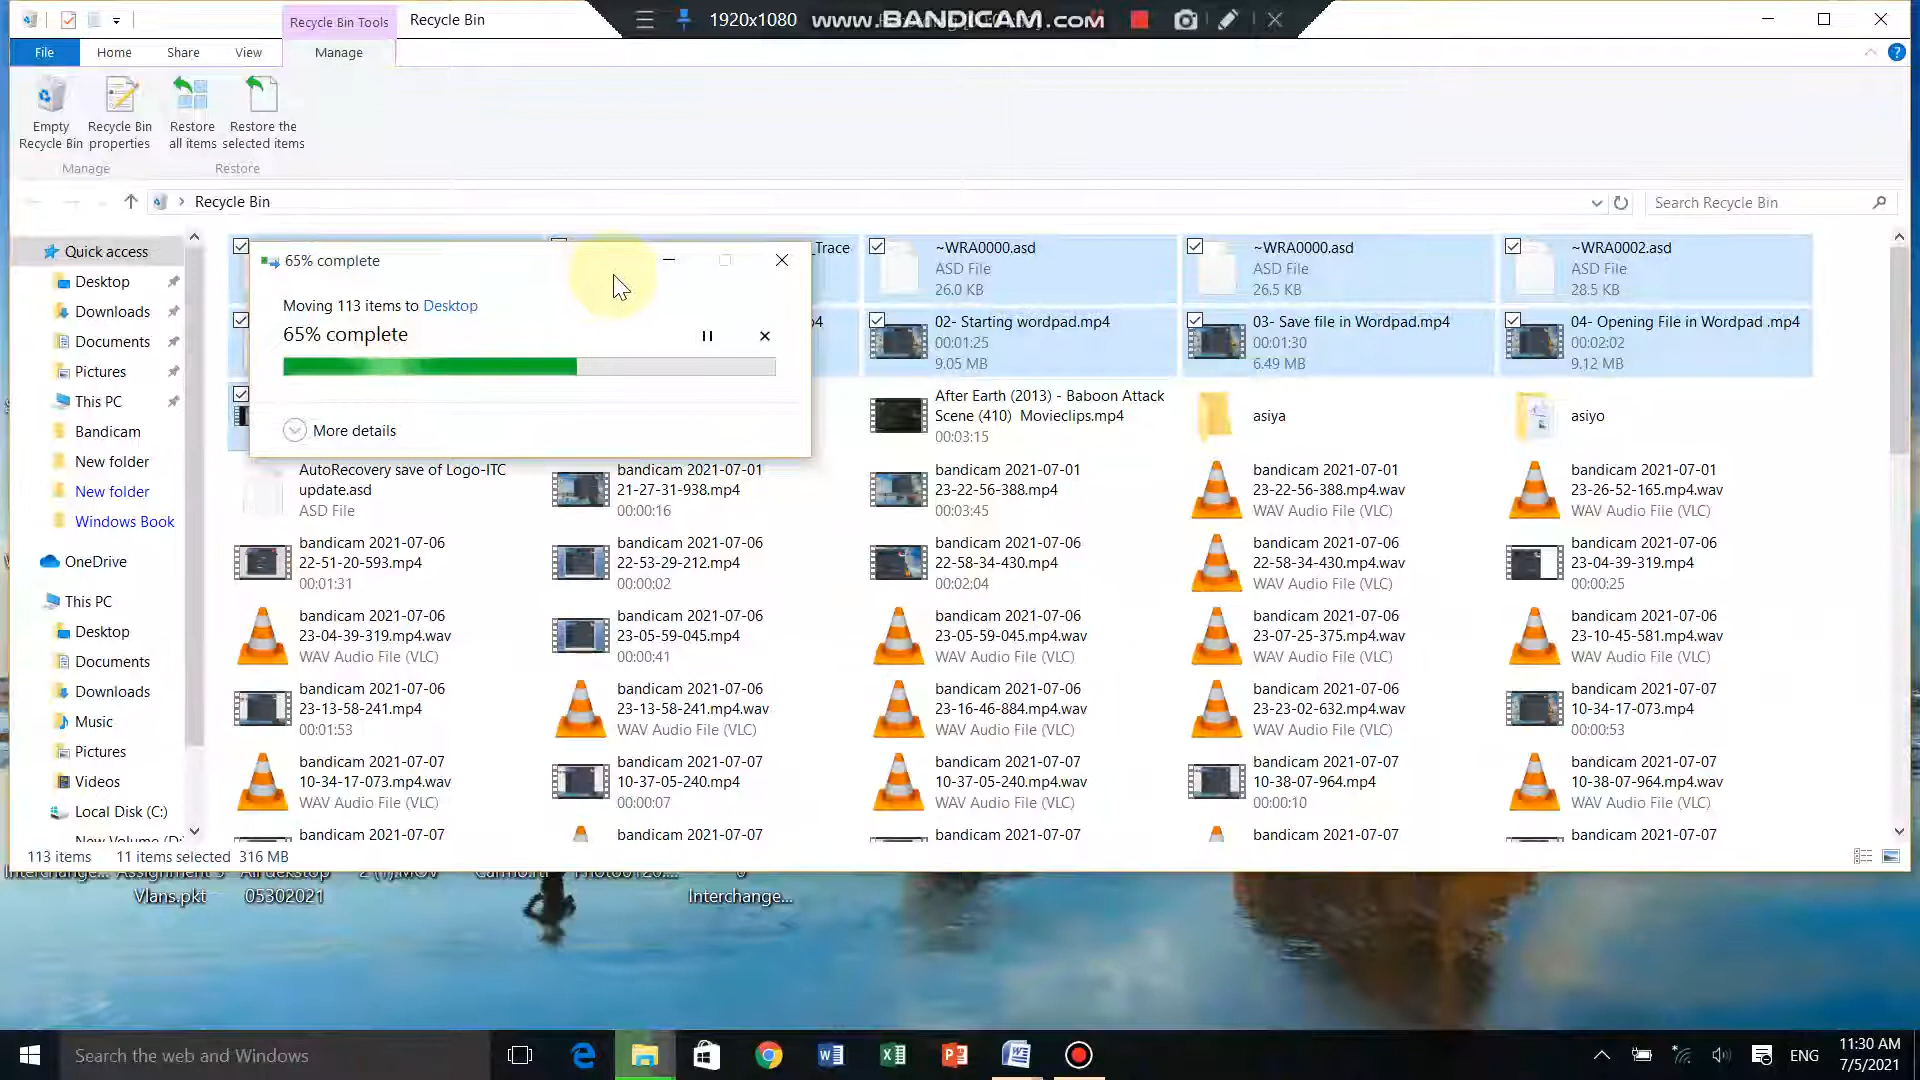 Recycle Bin Tools
Recycle Bin
1920x1080
www.BANDICAM.com
File
Home
Share
View
Manage
Empty
Recycle Bin
Recycle Bin
properties
Restore
all items
Restore the
selected items
Manage
Restore
Recycle Bin
Search Recycle Bin
Quick access
Desktop
Downloads
Documents
Pictures
This PC
Bandicam
New folder
New folder
Windows Book
OneDrive
This PC
Desktop
Documents
Downloads
Music
Pictures
Videos
Local Disk (C:)
New Volume (D:
65% complete
Moving 113 items to Desktop
65% complete
More details
_Trace
~WRA0000.asd
ASD File
26.0 KB
~WRA0000.asd
ASD File
26.5 KB
~WRA0002.asd
ASD File
28.5 KB
02- Starting wordpad.mp4
00:01:25
9.05 MB
03- Save file in Wordpad.mp4
00:01:30
6.49 MB
04- Opening File in Wordpad .mp4
00:02:02
9.12 MB
After Earth (2013) - Baboon Attack
Scene (410) Movieclips.mp4
00:03:15
asiya
asiyo
AutoRecovery save of Logo-ITC
update.asd
ASD File
bandicam 2021-07-01
21-27-31-938.mp4
00:00:16
bandicam 2021-07-01
23-22-56-388.mp4
00:03:45
bandicam 2021-07-01
23-22-56-388.mp4.wav
WAV Audio File (VLC)
bandicam 2021-07-01
23-26-52-165.mp4.wav
WAV Audio File (VLC)
bandicam 2021-07-06
22-51-20-593.mp4
00:01:31
bandicam 2021-07-06
22-53-29-212.mp4
00:00:02
bandicam 2021-07-06
22-58-34-430.mp4
00:02:04
bandicam 2021-07-06
22-58-34-430.mp4.wav
WAV Audio File (VLC)
bandicam 2021-07-06
23-04-39-319.mp4
00:00:25
bandicam 2021-07-06
23-04-39-319.mp4.wav
WAV Audio File (VLC)
bandicam 2021-07-06
23-05-59-045.mp4
00:00:41
bandicam 2021-07-06
23-05-59-045.mp4.wav
WAV Audio File (VLC)
bandicam 2021-07-06
23-07-25-375.mp4.wav
WAV Audio File (VLC)
bandicam 2021-07-06
23-10-45-581.mp4.wav
WAV Audio File (VLC)
bandicam 2021-07-06
23-13-58-241.mp4
00:01:53
bandicam 2021-07-06
23-13-58-241.mp4.wav
WAV Audio File (VLC)
bandicam 2021-07-06
23-16-46-884.mp4.wav
WAV Audio File (VLC)
bandicam 2021-07-06
23-23-02-632.mp4.wav
WAV Audio File (VLC)
bandicam 2021-07-07
10-34-17-073.mp4
00:00:53
bandicam 2021-07-07
10-34-17-073.mp4.wav
WAV Audio File (VLC)
bandicam 2021-07-07
10-37-05-240.mp4
00:00:07
bandicam 2021-07-07
10-37-05-240.mp4.wav
WAV Audio File (VLC)
bandicam 2021-07-07
10-38-07-964.mp4
00:00:10
bandicam 2021-07-07
10-38-07-964.mp4.wav
WAV Audio File (VLC)
bandicam 2021-07-07
bandicam 2021-07-07
bandicam 2021-07-07
bandicam 2021-07-07
bandicam 2021-07-07
113 items
11 items selected 316 MB
Vlans.pkt
05302021
Interchange...
Search the web and Windows
ENG
11:30 AM
7/5/2021